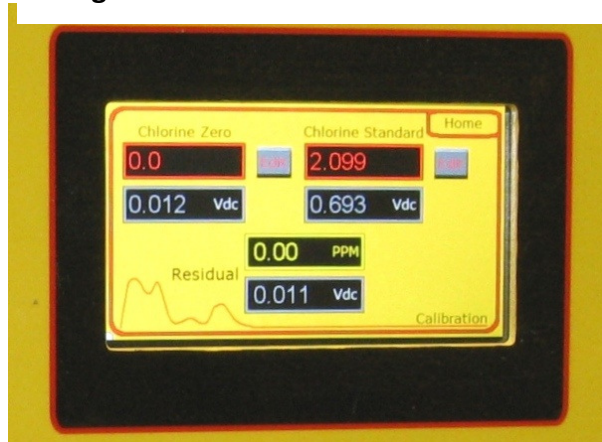 Home
Chlorine Zero Chlorine Standard
0.0 2.099
0.012 Vdc 0.693 Vdc
0.00 PPM
Residual
0.011 Vdc
Calibration